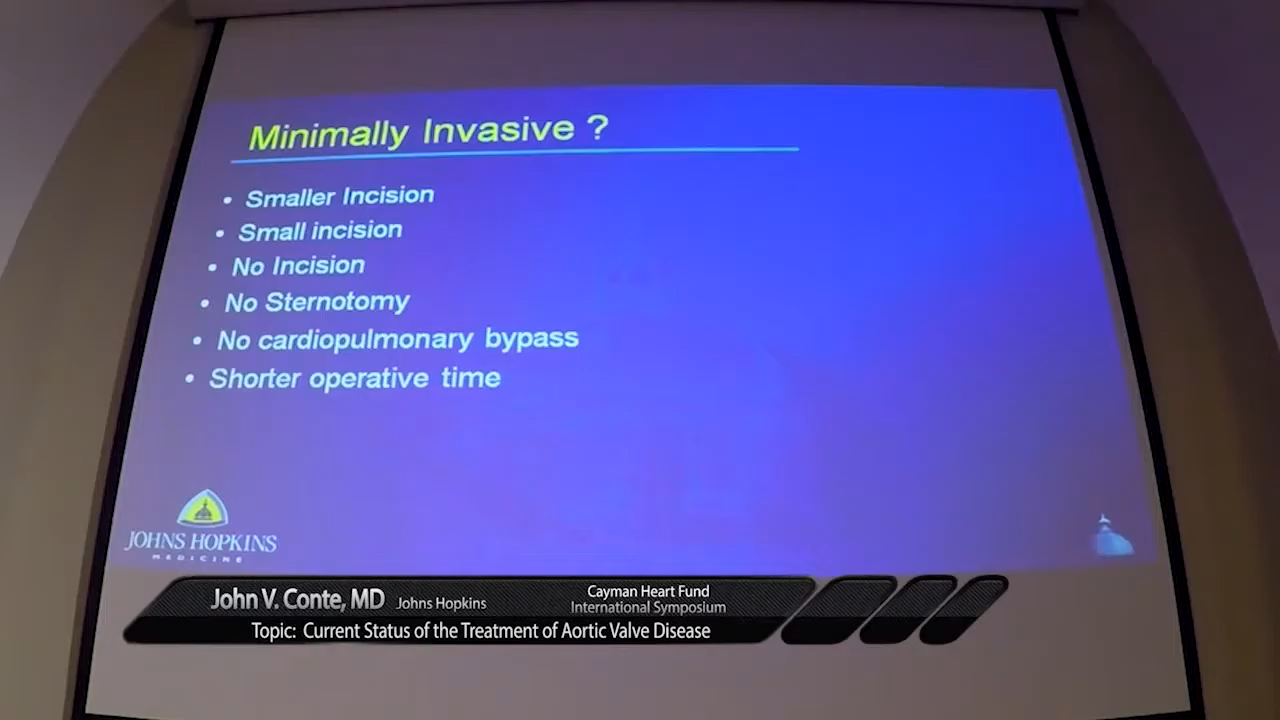 Minimally Invasive ?
• Smaller Incision
• Small incision
• No Incision
• No Sternotomy
• No cardiopulmonary bypass
• Shorter operative time
JOHNS HOPKINS
MEDICINE
John V. Conte, MD Johns Hopkins
Cayman Heart Fund
International Symposium
Topic: Current Status of the Treatment of Aortic Valve Disease